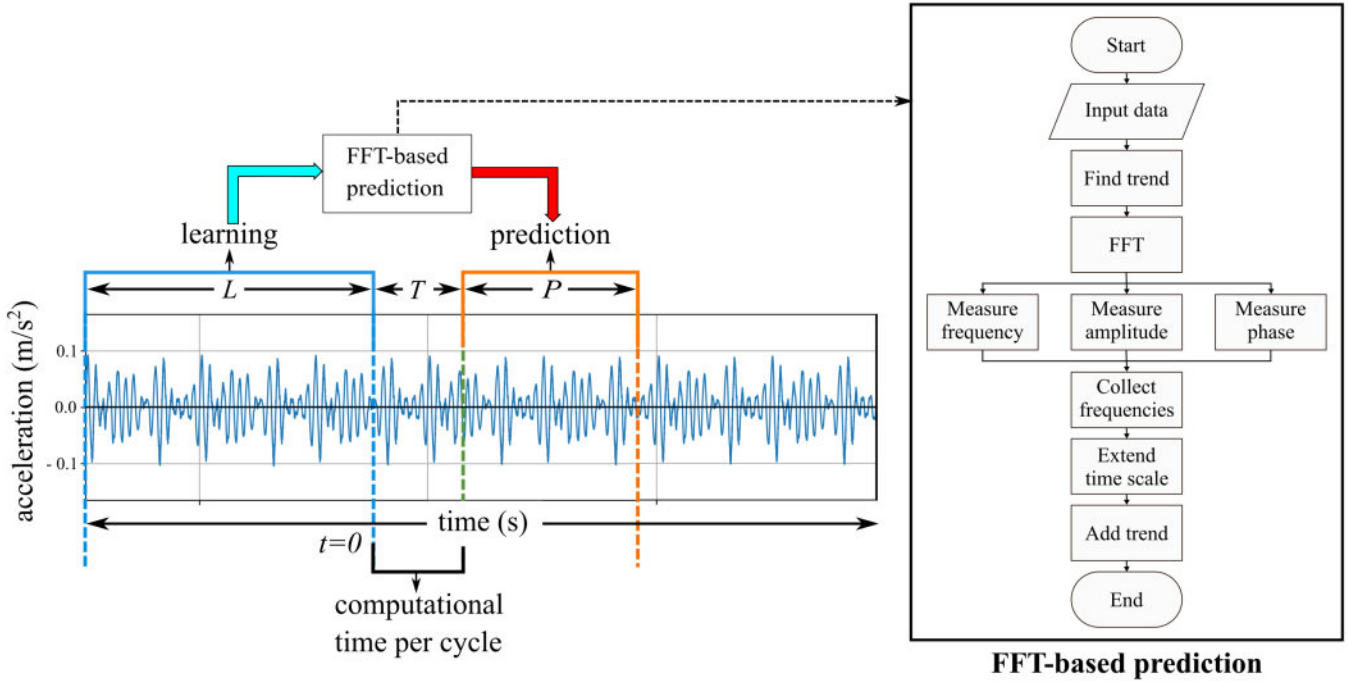 FFT-based
prediction
learning
prediction
L
T
P
acceleration (m/s²)
0.1
0.0
- 0.1
time (s)
t=0
computational
time per cycle
Start
Input data
Find trend
FFT
Measure
frequency
Measure
amplitude
Measure
phase
Collect
frequencies
Extend
time scale
Add trend
End
FFT-based prediction